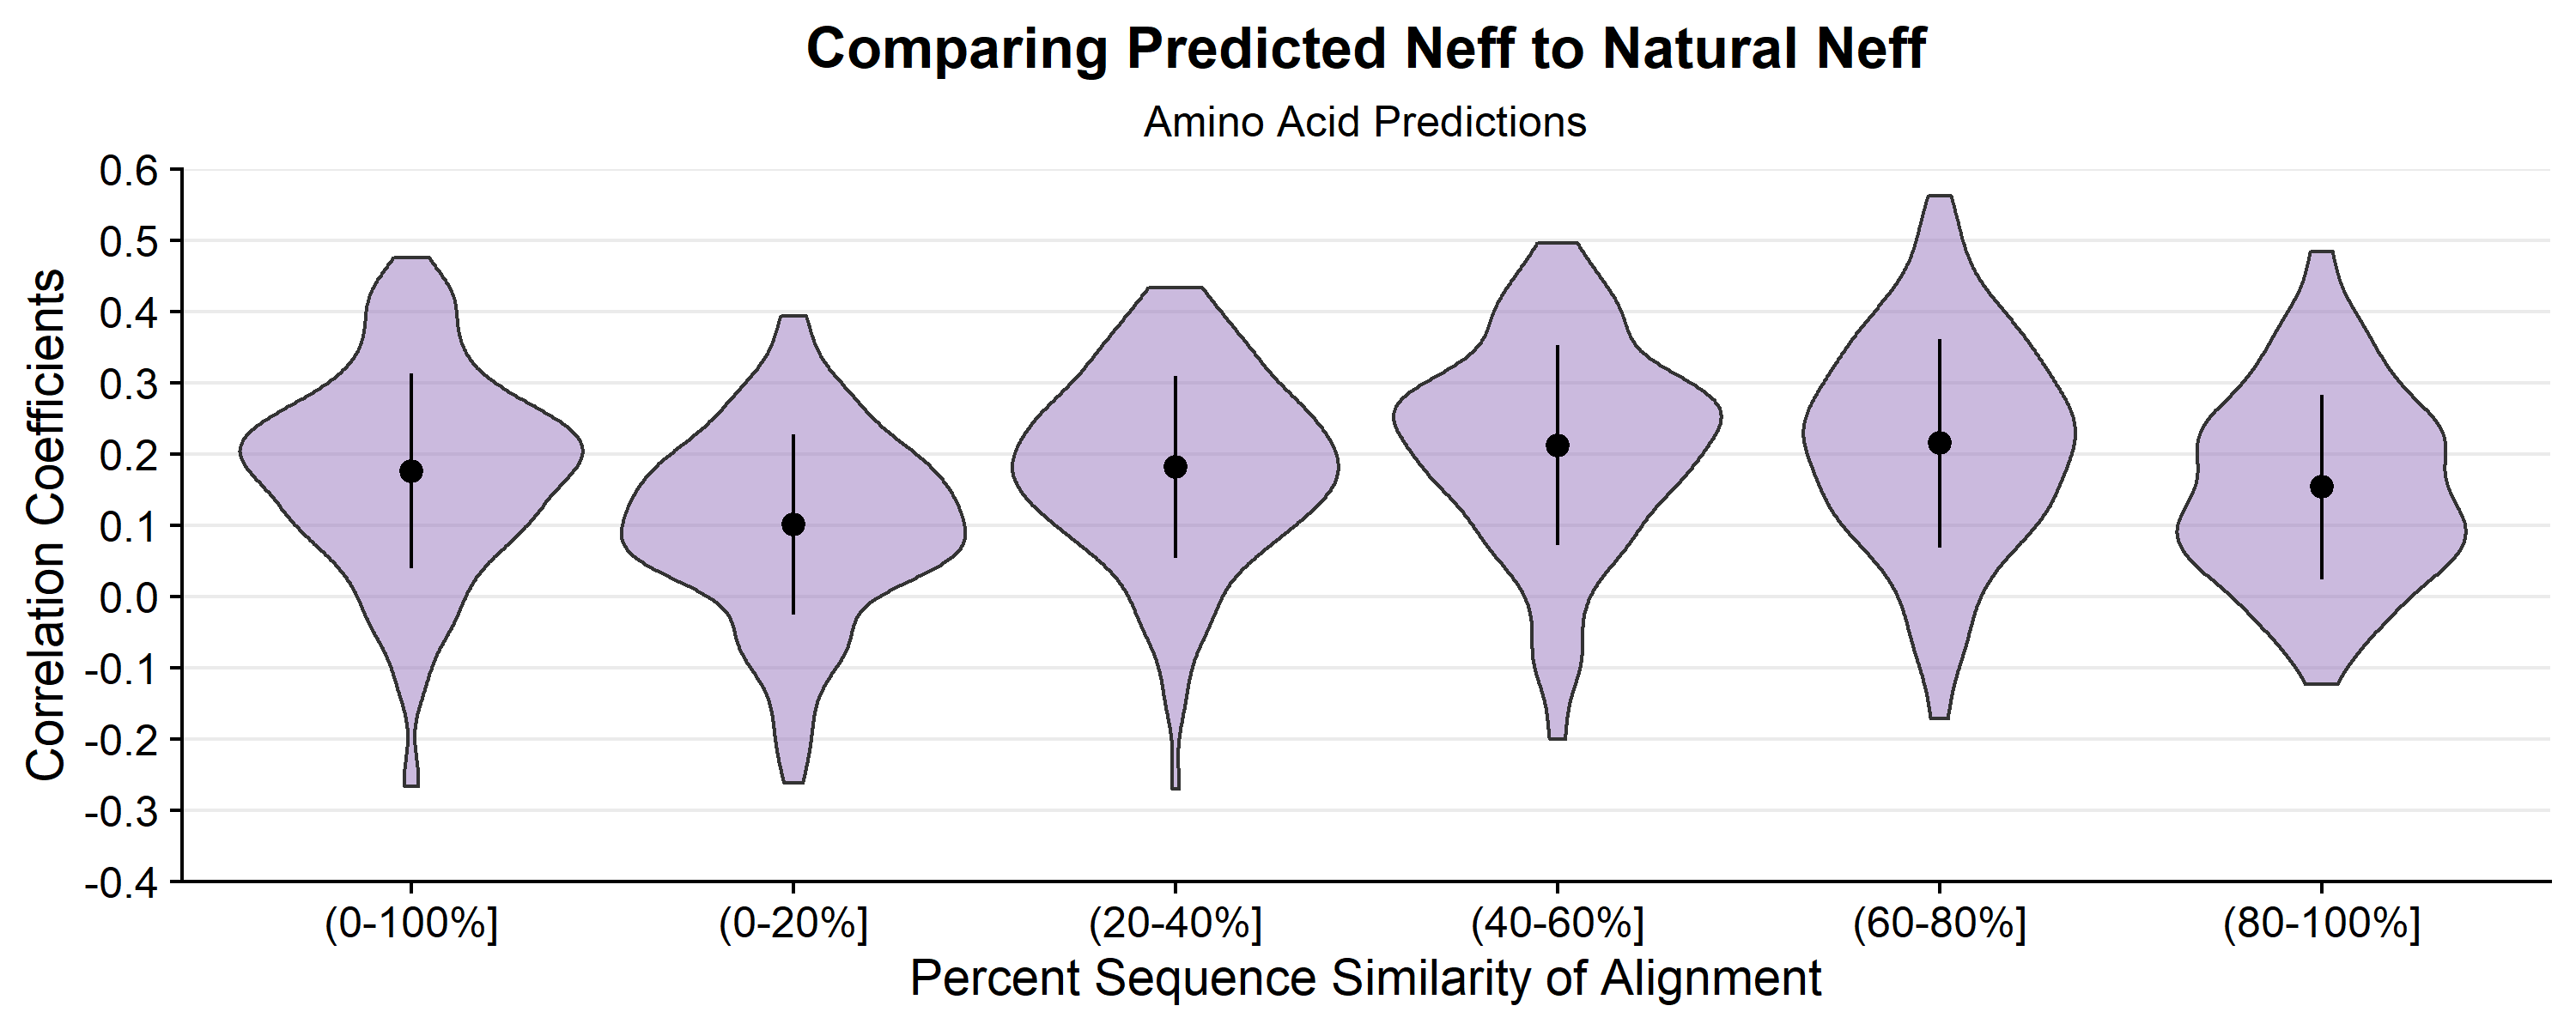 Comparing Predicted Neff to Natural Neff
Amino Acid Predictions
Correlation Coefficients
0.6
0.5
0.4
0.3
0.2
0.1
0.0
-0.1
-0.2
-0.3
-0.4
(0-100%] (0-20%] (20-40%] (40-60%] (60-80%] (80-100%]
Percent Sequence Similarity of Alignment